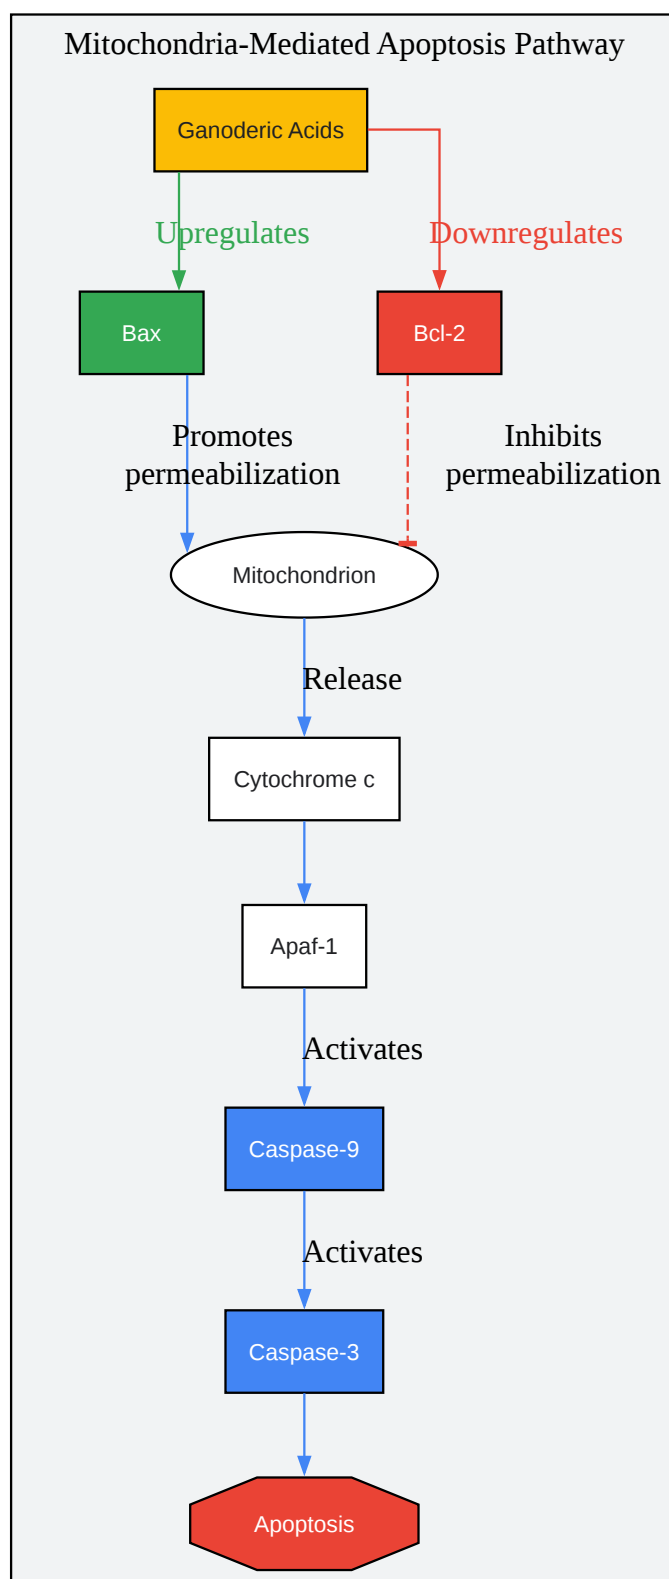 Mitochondria-Mediated Apoptosis Pathway
Ganoderic Acids
Upregulates
Downregulates
Bax
Bcl-2
Promotes
permeabilization
Inhibits
permeabilization
Mitochondrion
Release
Cytochrome c
Apaf-1
Activates
Caspase-9
Activates
Caspase-3
Apoptosis